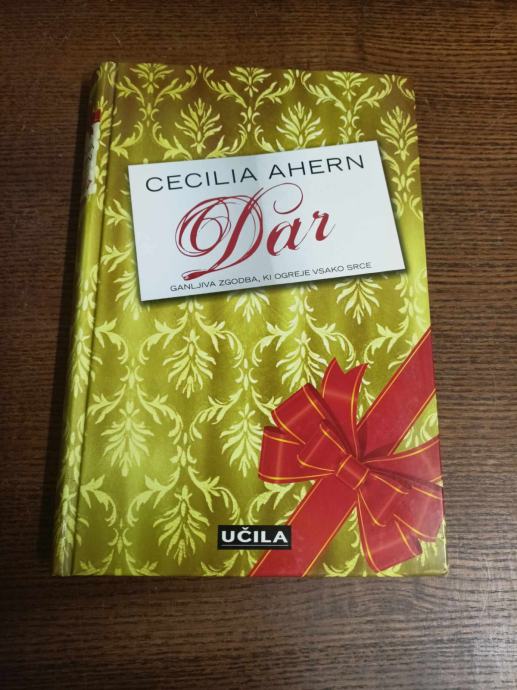 CECILIA AHERN
Dar
GANLJIVA ZGODBA, KI OGREJE VSAKO SRCE
UČILA